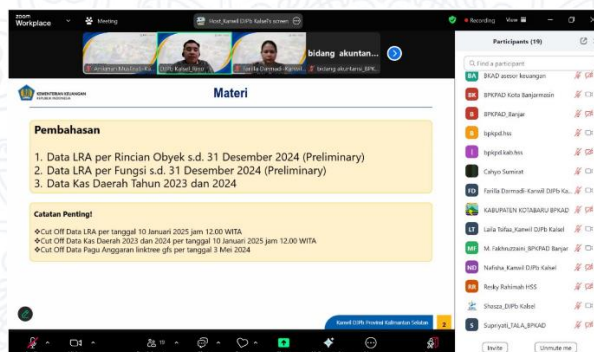 zoom
Workplace
Meeting
Host_Kanwil DJPb Kalsel's screen
Recording
View
bidang akuntan...
DJPb Kalsel_Rino
Farilla Darmadi-Kanwil...
bidang akuntansi_BPK...
KEMENTERIAN KEUANGAN
REPUBLIK INDONESIA
Materi
Pembahasan
1. Data LRA per Rincian Obyek s.d. 31 Desember 2024 (Preliminary)
2. Data LRA per Fungsi s.d. 31 Desember 2024 (Preliminary)
3. Data Kas Daerah Tahun 2023 dan 2024
Catatan Penting!
❖Cut Off Data LRA per tanggal 10 Januari 2025 jam 12.00 WITA
❖Cut Off Data Kas Daerah 2023 dan 2024 per tanggal 10 Januari 2025 jam 12.00 WITA
❖Cut Off Data Pagu Anggaran linktree gfs per tanggal 3 Mei 2024
Kanwil DJPb Provinsi Kalimantan Selatan
2
19
Participants (19)
Find a participant
BA BKAD asesor keuangan
BK BPKPAD Kota Banjarmasin
B BPKPAD_Banjar
B bpkpd.hss
bpkpd.kab.hss
Cahyo Sumirat
FD Farilla Darmadi-Kanwil DJPb Ka...
KABUPATEN KOTABARU BPKAD
LT Laila Tofaa_Kanwil DJPb Kalsel
MF M. Fakhruzzaini_BPKPAD Banjar
ND Nafisha_Kanwil DJPb Kalsel
RR Resky Rahimah HSS
Shesza_DJPb Kalsel
S Supriyati_TALA_BPKAD
Invite
Unmute me